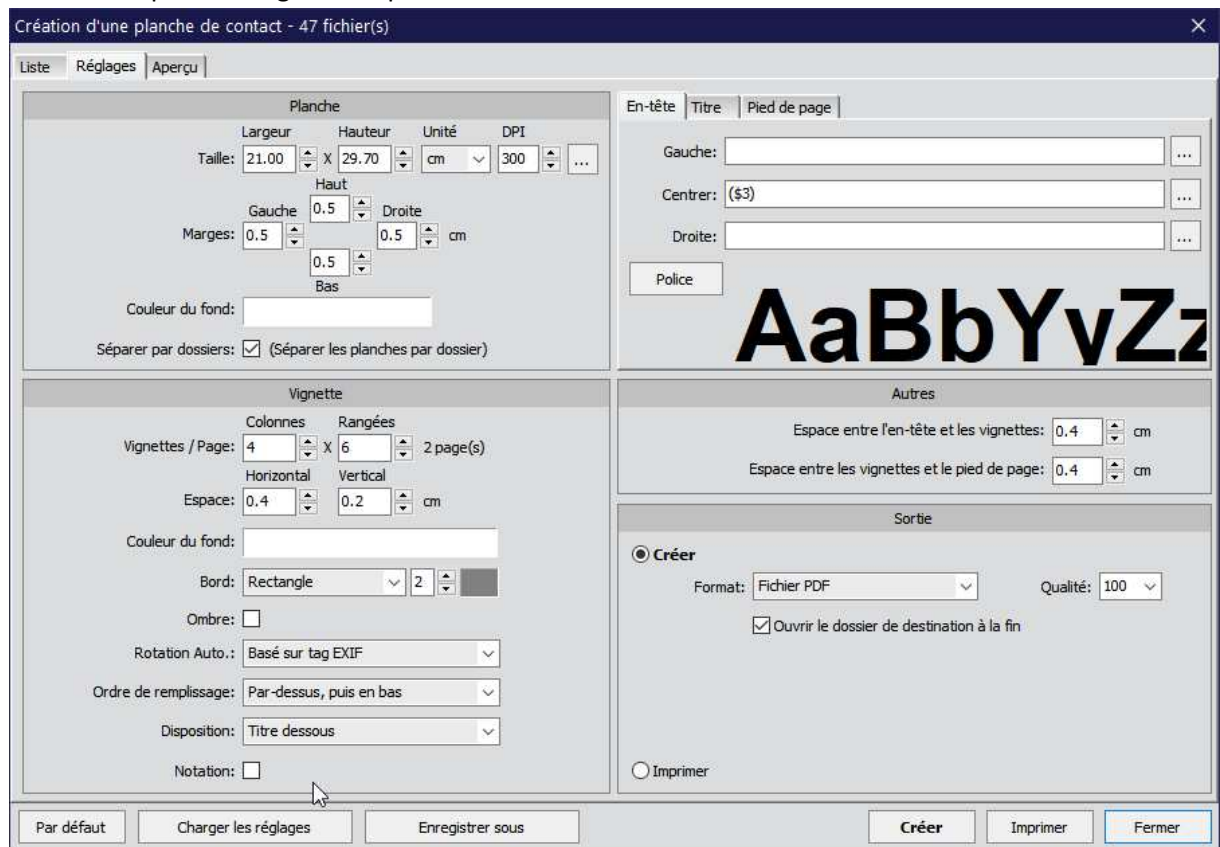 Création d'une planche de contact - 47 fichier(s)
Liste Réglages Aperçu
Planche
Largeur Hauteur Unité DPI
Taille: 21.00 X 29.70 cm 300 ...
Haut
Gauche 0.5 Droite
Marges: 0.5 0.5 cm
0.5
Bas
Couleur du fond:
Séparer par dossiers: (Séparer les planches par dossier)
En-tête Titre Pied de page
Gauche: ...
Centrer: ($3) ...
Droite: ...
Police
AaBbYyZz
Vignette
Colonnes Rangées
Vignettes / Page: 4 X 6 2 page(s)
Horizontal Vertical
Espace: 0.4 0.2 cm
Couleur du fond:
Bord: Rectangle 2
Ombre:
Rotation Auto.: Basé sur tag EXIF
Ordre de remplissage: Par-dessus, puis en bas
Disposition: Titre dessous
Notation:
Autres
Espace entre l'en-tête et les vignettes: 0.4 cm
Espace entre les vignettes et le pied de page: 0.4 cm
Sortie
Créer
Format: Fichier PDF Qualité: 100
Ouvrir le dossier de destination à la fin
Imprimer
Par défaut Charger les réglages Enregistrer sous Créer Imprimer Fermer